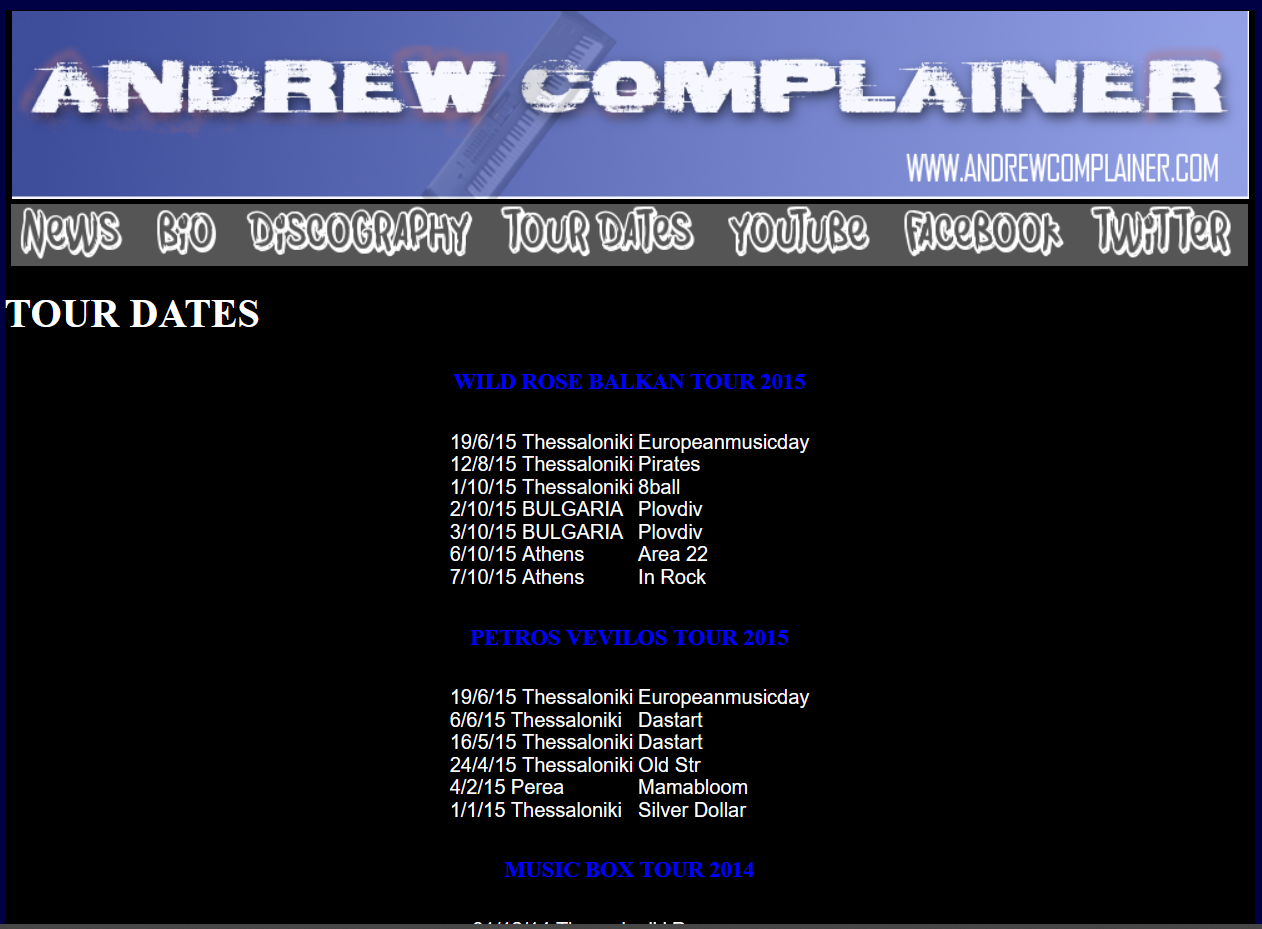 ANDREW COMPLAINER
WWW.ANDREWCOMPLAINER.COM
News Bio Discography Tour Dates YouTube Facebook Twitter
TOUR DATES
WILD ROSE BALKAN TOUR 2015
19/6/15 Thessaloniki Europeanmusicday
12/8/15 Thessaloniki Pirates
1/10/15 Thessaloniki 8ball
2/10/15 BULGARIA Plovdiv
3/10/15 BULGARIA Plovdiv
6/10/15 Athens Area 22
7/10/15 Athens In Rock
PETROS VEVILOS TOUR 2015
19/6/15 Thessaloniki Europeanmusicday
6/6/15 Thessaloniki Dastart
16/5/15 Thessaloniki Dastart
24/4/15 Thessaloniki Old Str
4/2/15 Perea Mamabloom
1/1/15 Thessaloniki Silver Dollar
MUSIC BOX TOUR 2014